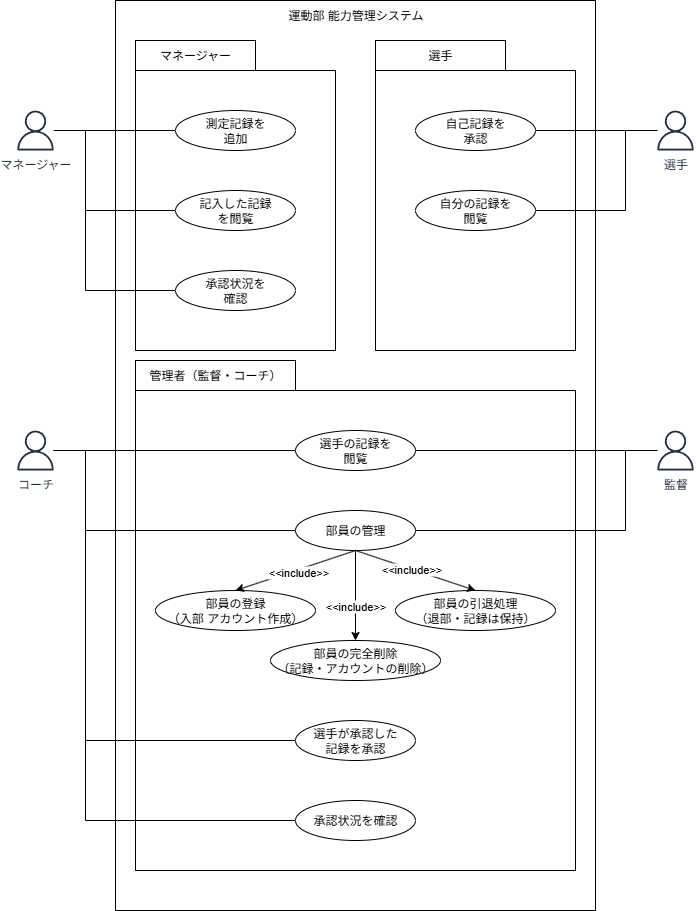 運動部 能力管理システム
マネージャー
選手
測定記録を
追加
自己記録を
承認
マネージャー
選手
記入した記録
を閲覧
自分の記録を
閲覧
承認状況を
確認
管理者（監督・コーチ）
選手の記録を
閲覧
コーチ
監督
部員の管理
<<include>>
<<include>>
部員の登録
（入部 アカウント作成）
<<include>>
部員の引退処理
（退部・記録は保持）
部員の完全削除
（記録・アカウントの削除）
選手が承認した
記録を承認
承認状況を確認